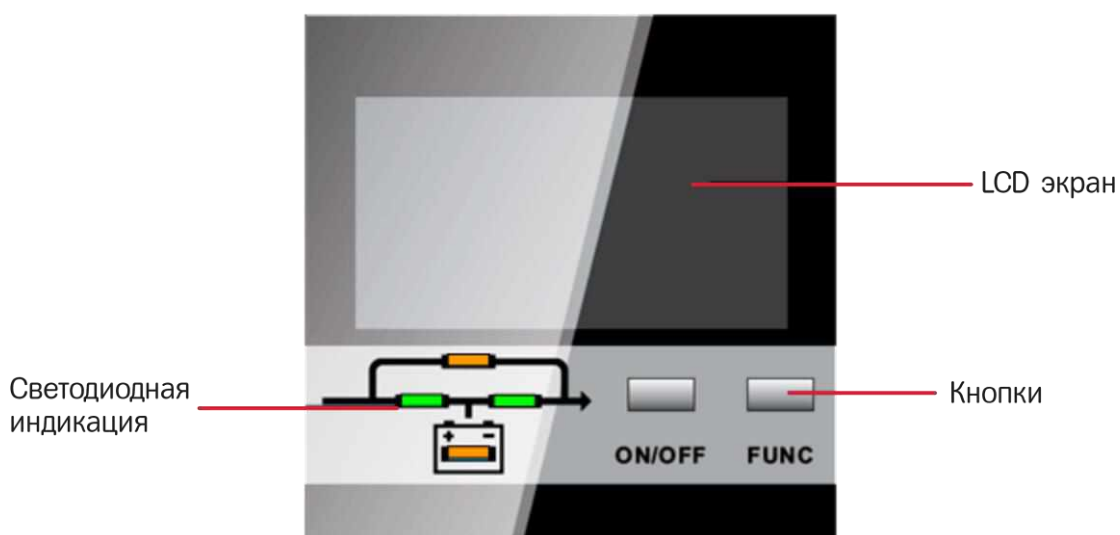 LCD экран
Светодиодная
индикация
Кнопки
+ −
ON/OFF FUNC